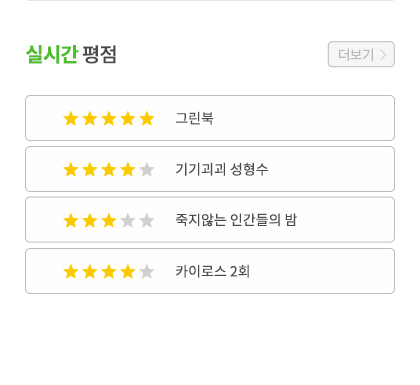 실시간 평점
더보기
그린북
기기괴괴 성형수
죽지않는 인간들의 밤
카이로스 2회